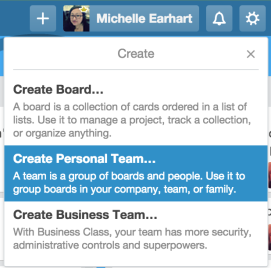 Michelle Earhart
Create
Create Board...
A board is a collection of cards ordered in a list of
lists. Use it to manage a project, track a collection,
or organize anything.
Create Personal Team...
A team is a group of boards and people. Use it to
group boards in your company, team, or family.
Create Business Team...
With Business Class, your team has more security,
administrative controls and superpowers.